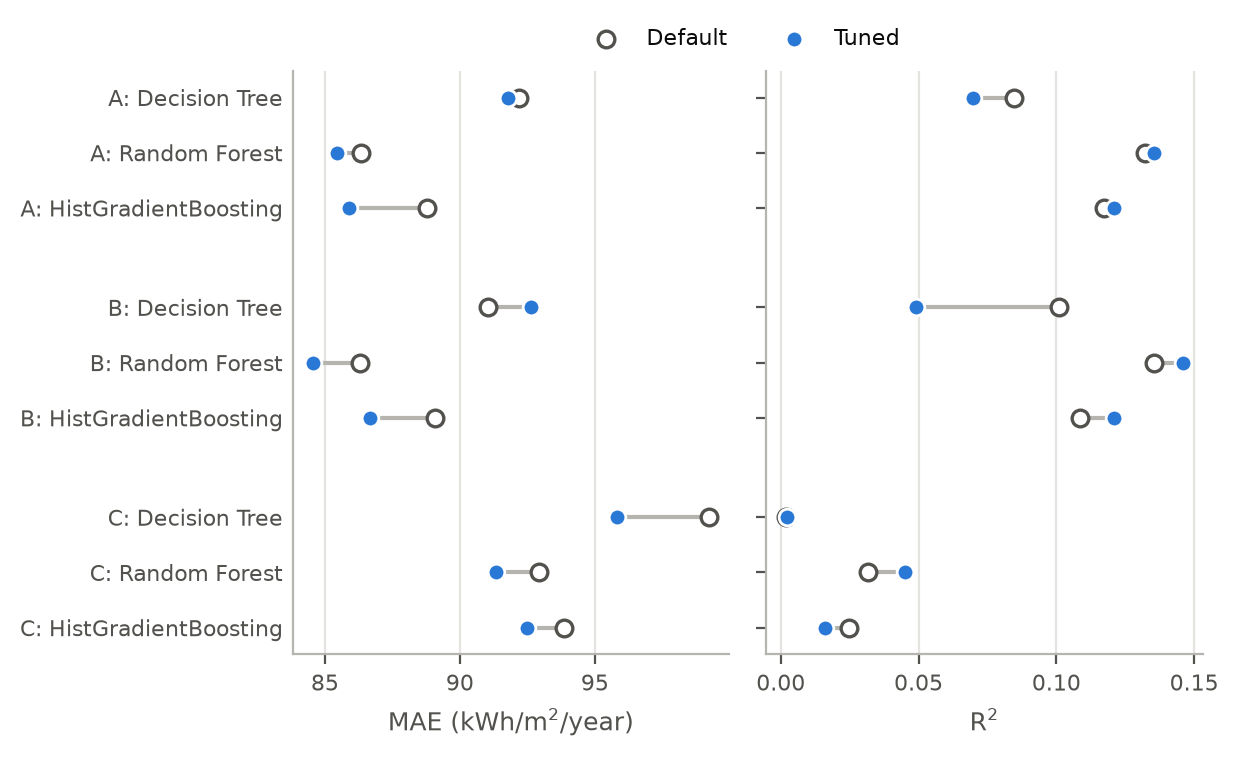 Default Tuned
A: Decision Tree
A: Random Forest
A: HistGradientBoosting
B: Decision Tree
B: Random Forest
B: HistGradientBoosting
C: Decision Tree
C: Random Forest
C: HistGradientBoosting
85 90 95
0.00 0.05 0.10 0.15
MAE (kWh/m²/year)
R²